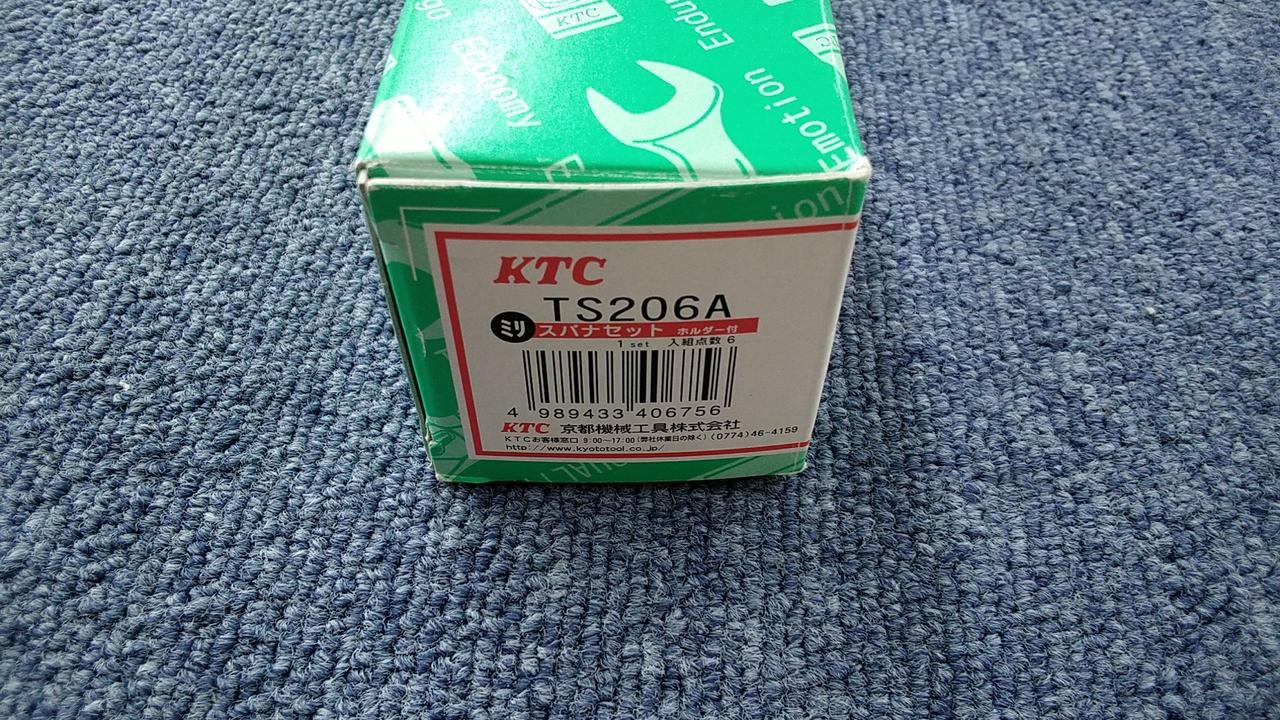 KTC
Endu
Economy
Emotion
go
E
ion
KTC
TS206A
ミリ スパナセット ホルダー付
1 set 入組点数 6
4 989433 406756
KTC 京都機械工具株式会社
KTCお客様窓口 9:00～17:00(弊社休業日の除く)(0774)46-4159
http://www.kyototool.co.jp/
QUALIT